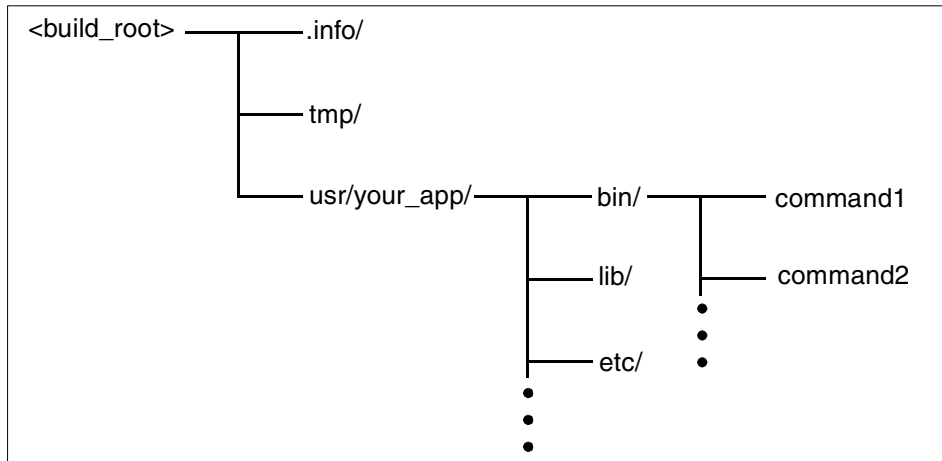 <build_root>
.info/
tmp/
usr/your_app/
bin/
command1
command2
lib/
etc/